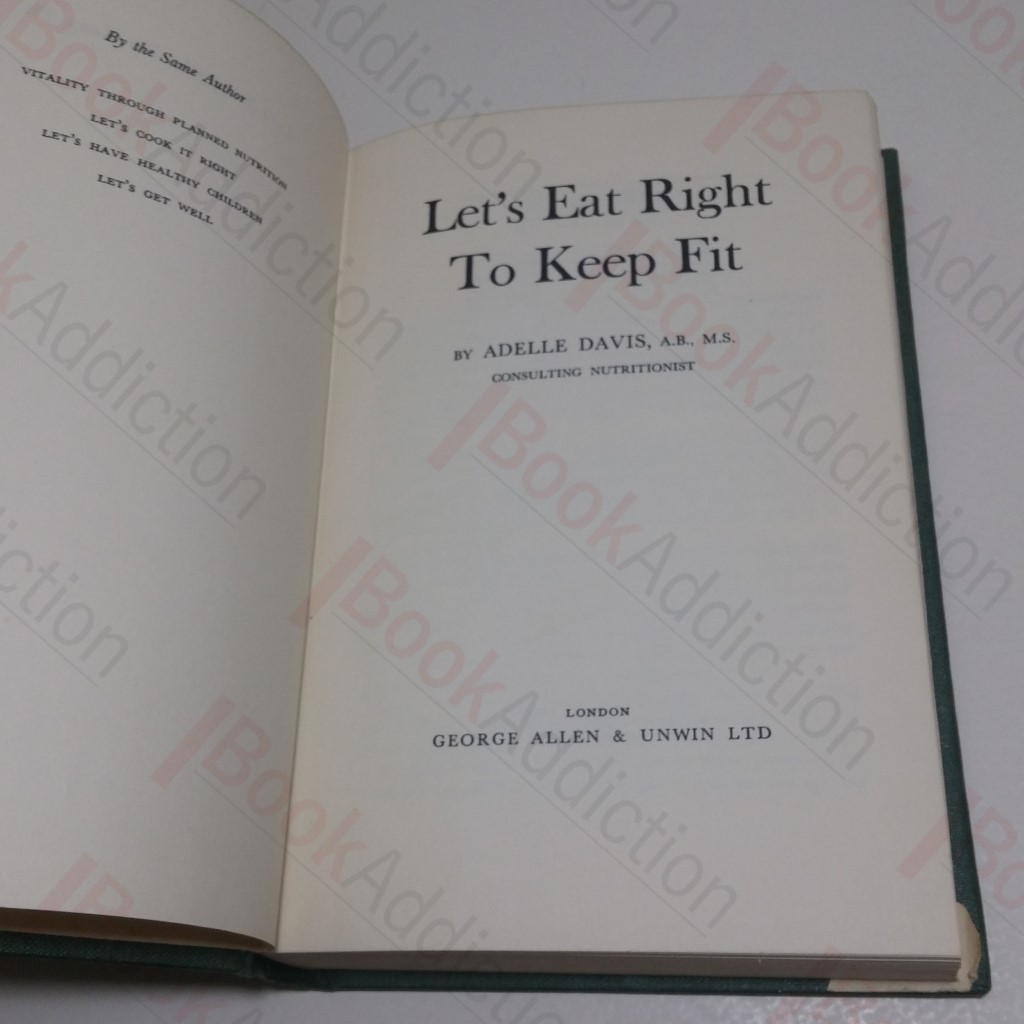 By the Same Author
VITALITY THROUGH PLANNED NUTRITION
LET'S COOK IT RIGHT
LET'S HAVE HEALTHY CHILDREN
LET'S GET WELL
Let's Eat Right
To Keep Fit
BY ADELLE DAVIS, A.B., M.S.
CONSULTING NUTRITIONIST
LONDON
GEORGE ALLEN & UNWIN LTD
BookAddiction